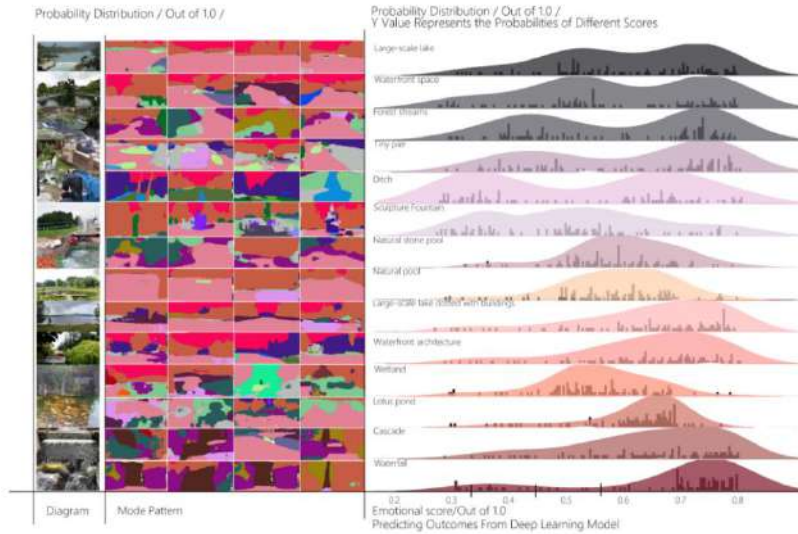 Probability Distribution / Out of 1.0 /
Probability Distribution / Out of 1.0 /
Y Value Represents the Probabilities of Different Scores
Large-scale lake
Waterfront space
Forest streams
Tiny pier
Dech
Sculpture Fountain
Natural stone pool
Natural pool
Large-scale lake dotted with Buildings
Waterfront architecture
Wetland
Lotus pond
Cascade
Waterfall
0.2 0.3 0.4 0.5 0.6 0.7 0.8
Diagram
Mode Pattern
Emotional score/Out of 1.0
Predicting Outcomes From Deep Learning Model